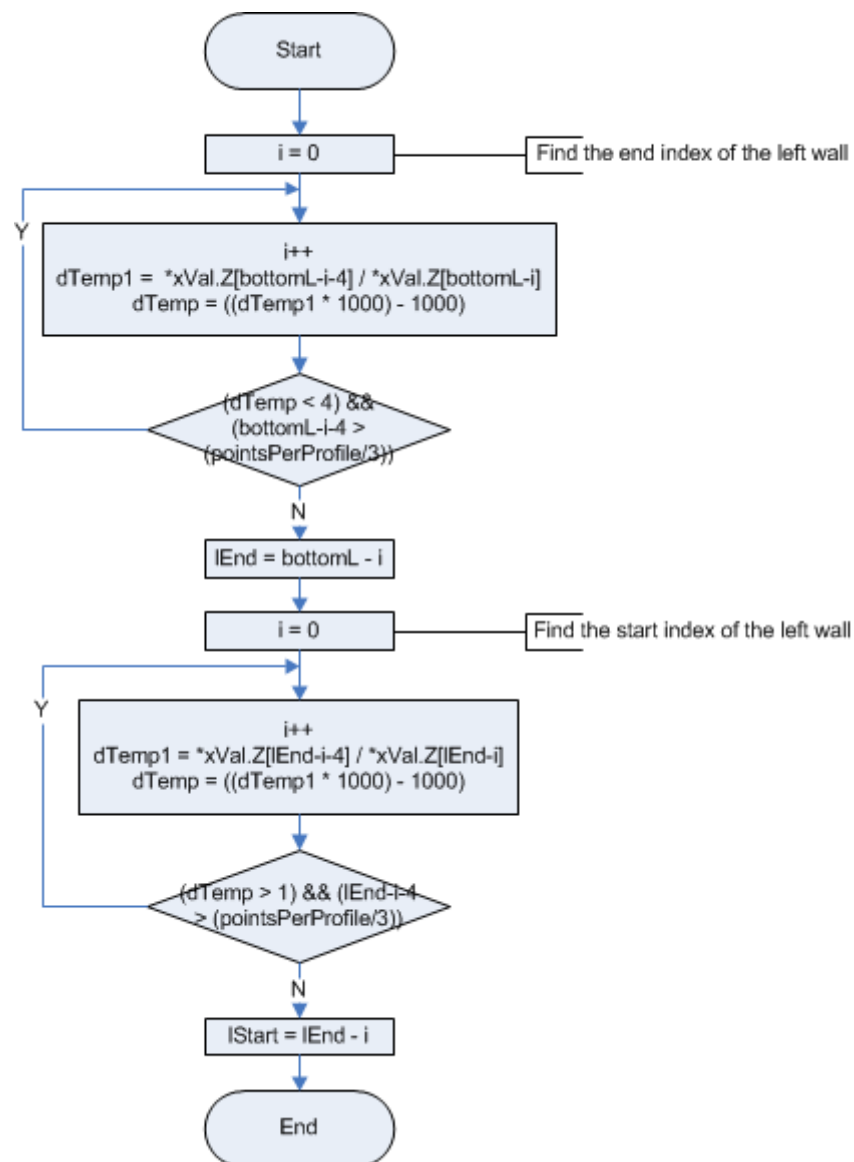 Start
i = 0
Find the end index of the left wall
Y
i++
dTemp1 = *xVal.Z[bottomL-i-4] / *xVal.Z[bottomL-i]
dTemp = ((dTemp1 * 1000) - 1000)
(dTemp < 4) &&
(bottomL-i-4 >
(pointsPerProfile/3))
N
lEnd = bottomL - i
i = 0
Find the start index of the left wall
Y
i++
dTemp1 = *xVal.Z[lEnd-i-4] / *xVal.Z[lEnd-i]
dTemp = ((dTemp1 * 1000) - 1000)
(dTemp > 1) && (lEnd-i-4
> (pointsPerProfile/3))
N
lStart = lEnd - i
End